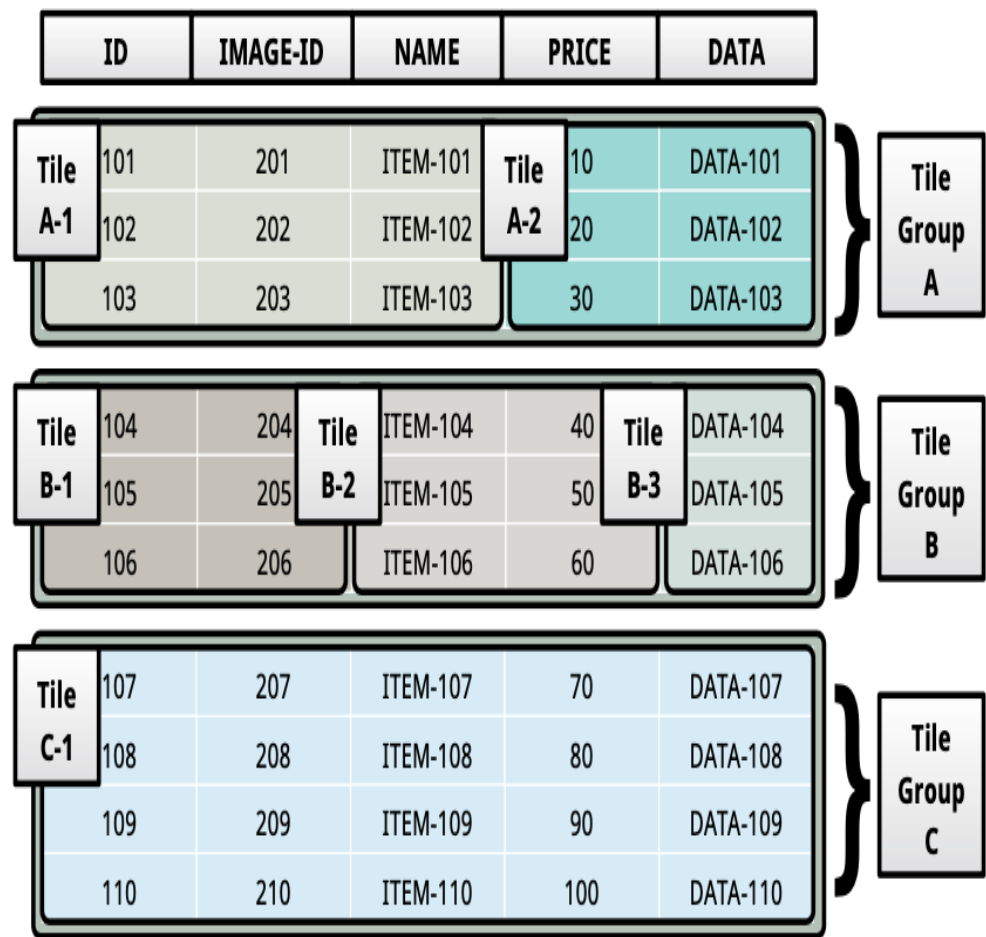 ID IMAGE-ID NAME PRICE DATA
Tile A-1
Tile A-2
101 201 ITEM-101 10 DATA-101
102 202 ITEM-102 20 DATA-102
103 203 ITEM-103 30 DATA-103
Tile Group A
Tile B-1
Tile B-2
Tile B-3
104 204 ITEM-104 40 DATA-104
105 205 ITEM-105 50 DATA-105
106 206 ITEM-106 60 DATA-106
Tile Group B
Tile C-1
107 207 ITEM-107 70 DATA-107
108 208 ITEM-108 80 DATA-108
109 209 ITEM-109 90 DATA-109
110 210 ITEM-110 100 DATA-110
Tile Group C